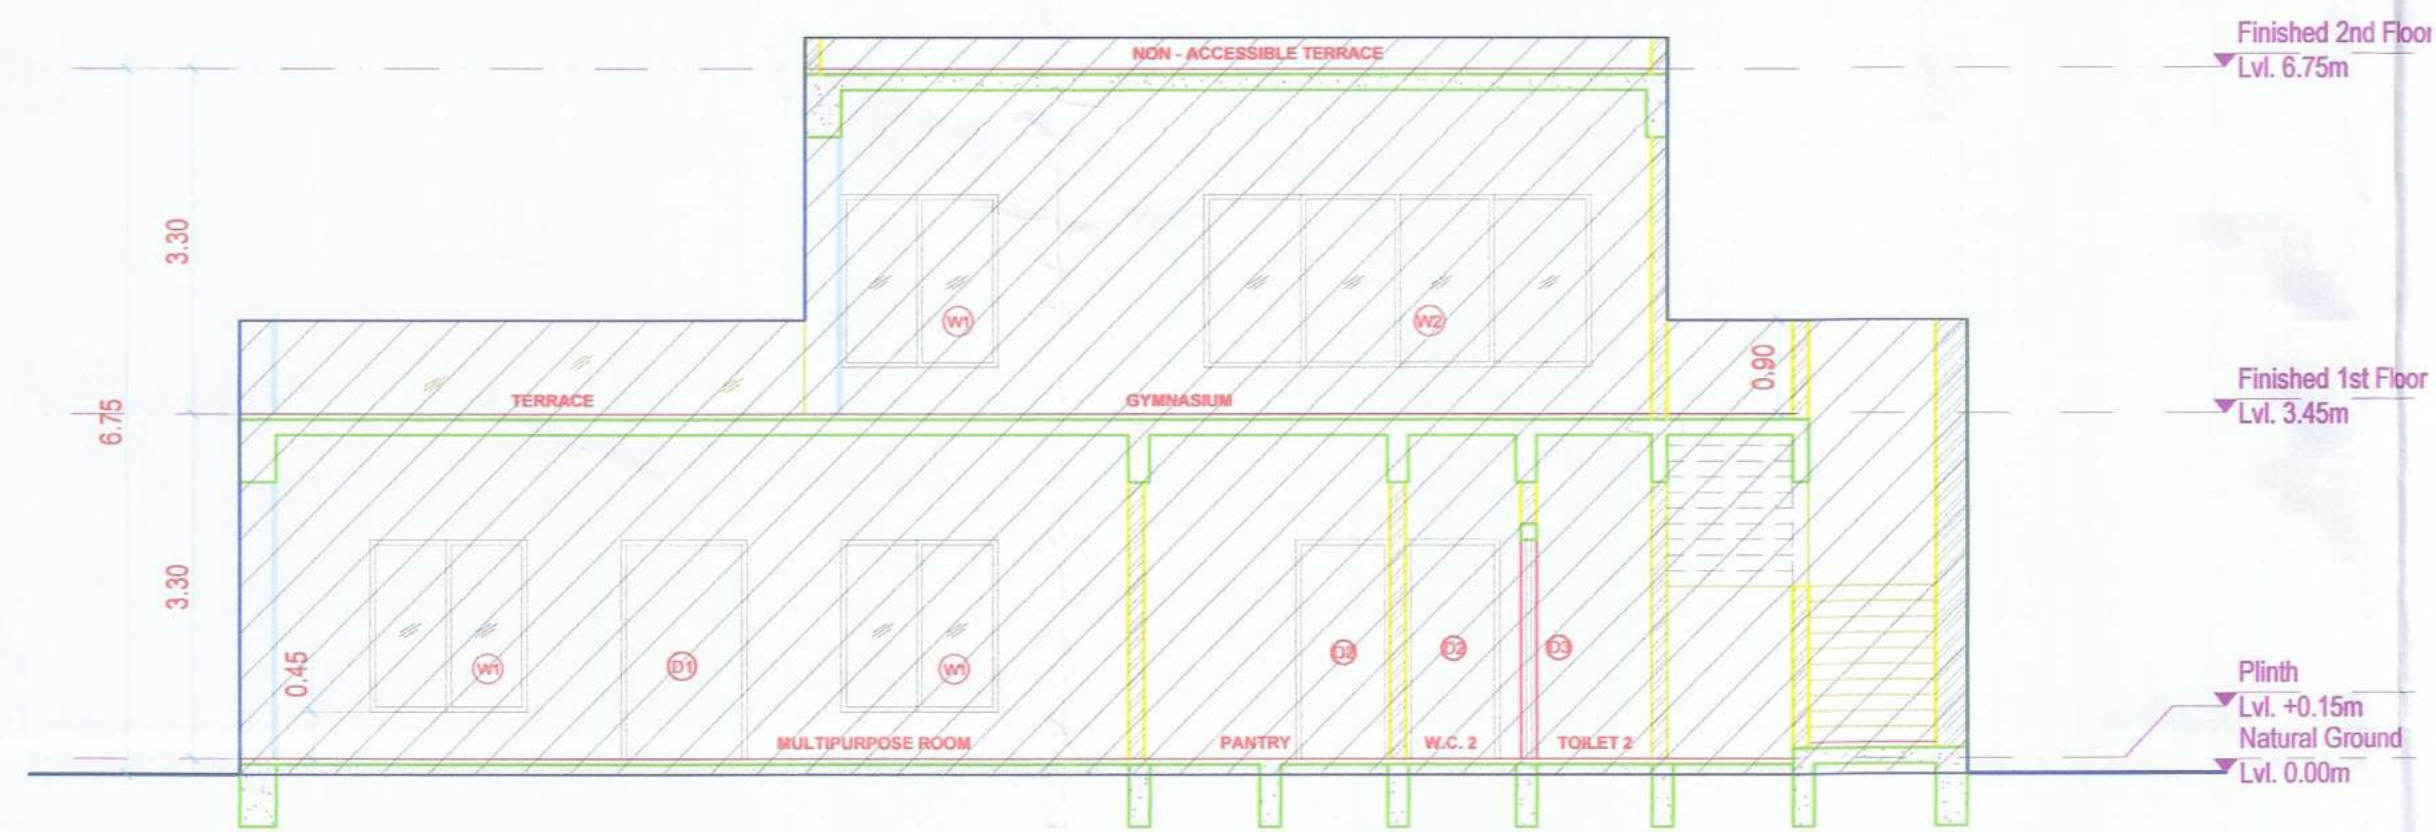 NON - ACCESSIBLE TERRACE
Finished 2nd Floor
Lvl. 6.75m
3.30
W1
W2
0.90
TERRACE
GYMNASIUM
Finished 1st Floor
Lvl. 3.45m
6.75
3.30
0.45
W1
D1
W1
D2
D2
D3
MULTIPURPOSE ROOM
PANTRY
W.C. 2
TOILET 2
Plinth
Lvl. +0.15m
Natural Ground
Lvl. 0.00m